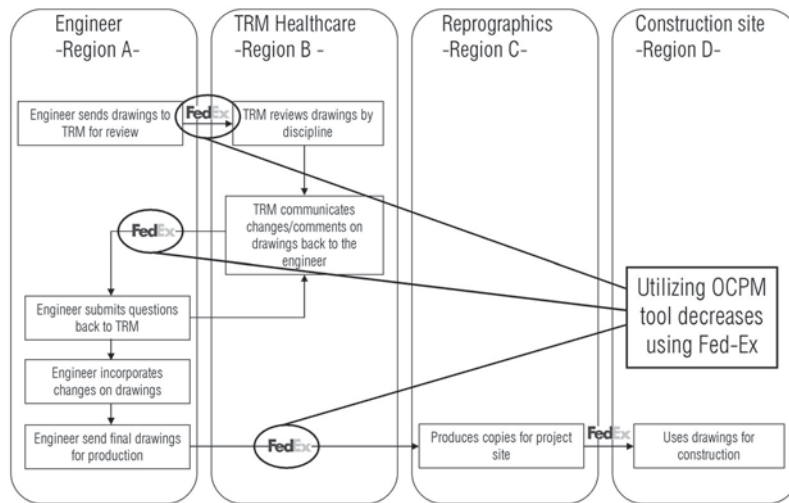 Engineer
-Region A-
TRM Healthcare
-Region B -
Reprographics
-Region C-
Construction site
-Region D-
Engineer sends drawings to
TRM for review
FedEx
TRM reviews drawings by
discipline
TRM communicates
changes/comments on
drawings back to the
engineer
FedEx
Utilizing OCPM
tool decreases
using Fed-Ex
Engineer submits questions
back to TRM
Engineer incorporates
changes on drawings
Engineer send final drawings
for production
FedEx
Produces copies for project
site
FedEx
Uses drawings for
construction